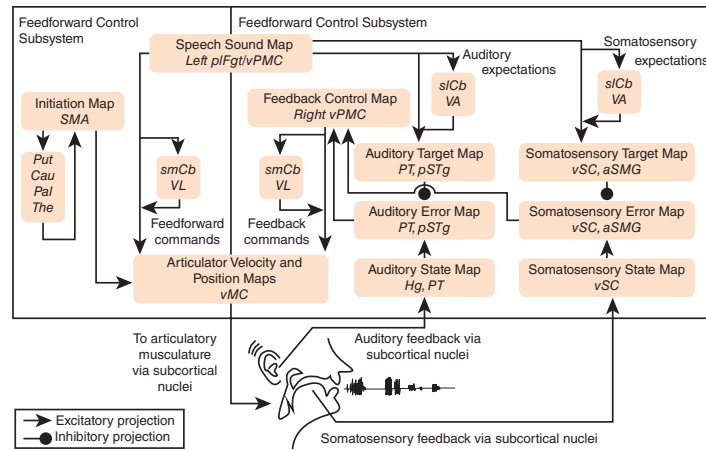 Feedforward Control
Subsystem
Feedforward Control Subsystem
Speech Sound Map
Left pIFgt/vPMC
Auditory
expectations
Somatosensory
expectations
slCb
VA
slCb
VA
Initiation Map
SMA
Feedback Control Map
Right vPMC
Put
Cau
Pal
The
smCb
VL
smCb
VL
Auditory Target Map
PT, pSTg
Somatosensory Target Map
vSC, aSMG
Feedforward
commands
Feedback
commands
Auditory Error Map
PT, pSTg
Somatosensory Error Map
vSC, aSMG
Articulator Velocity and
Position Maps
vMC
Auditory State Map
Hg, PT
Somatosensory State Map
vSC
To articulatory
musculature
via subcortical
nuclei
Auditory feedback via
subcortical nuclei
Excitatory projection
Inhibitory projection
Somatosensory feedback via subcortical nuclei